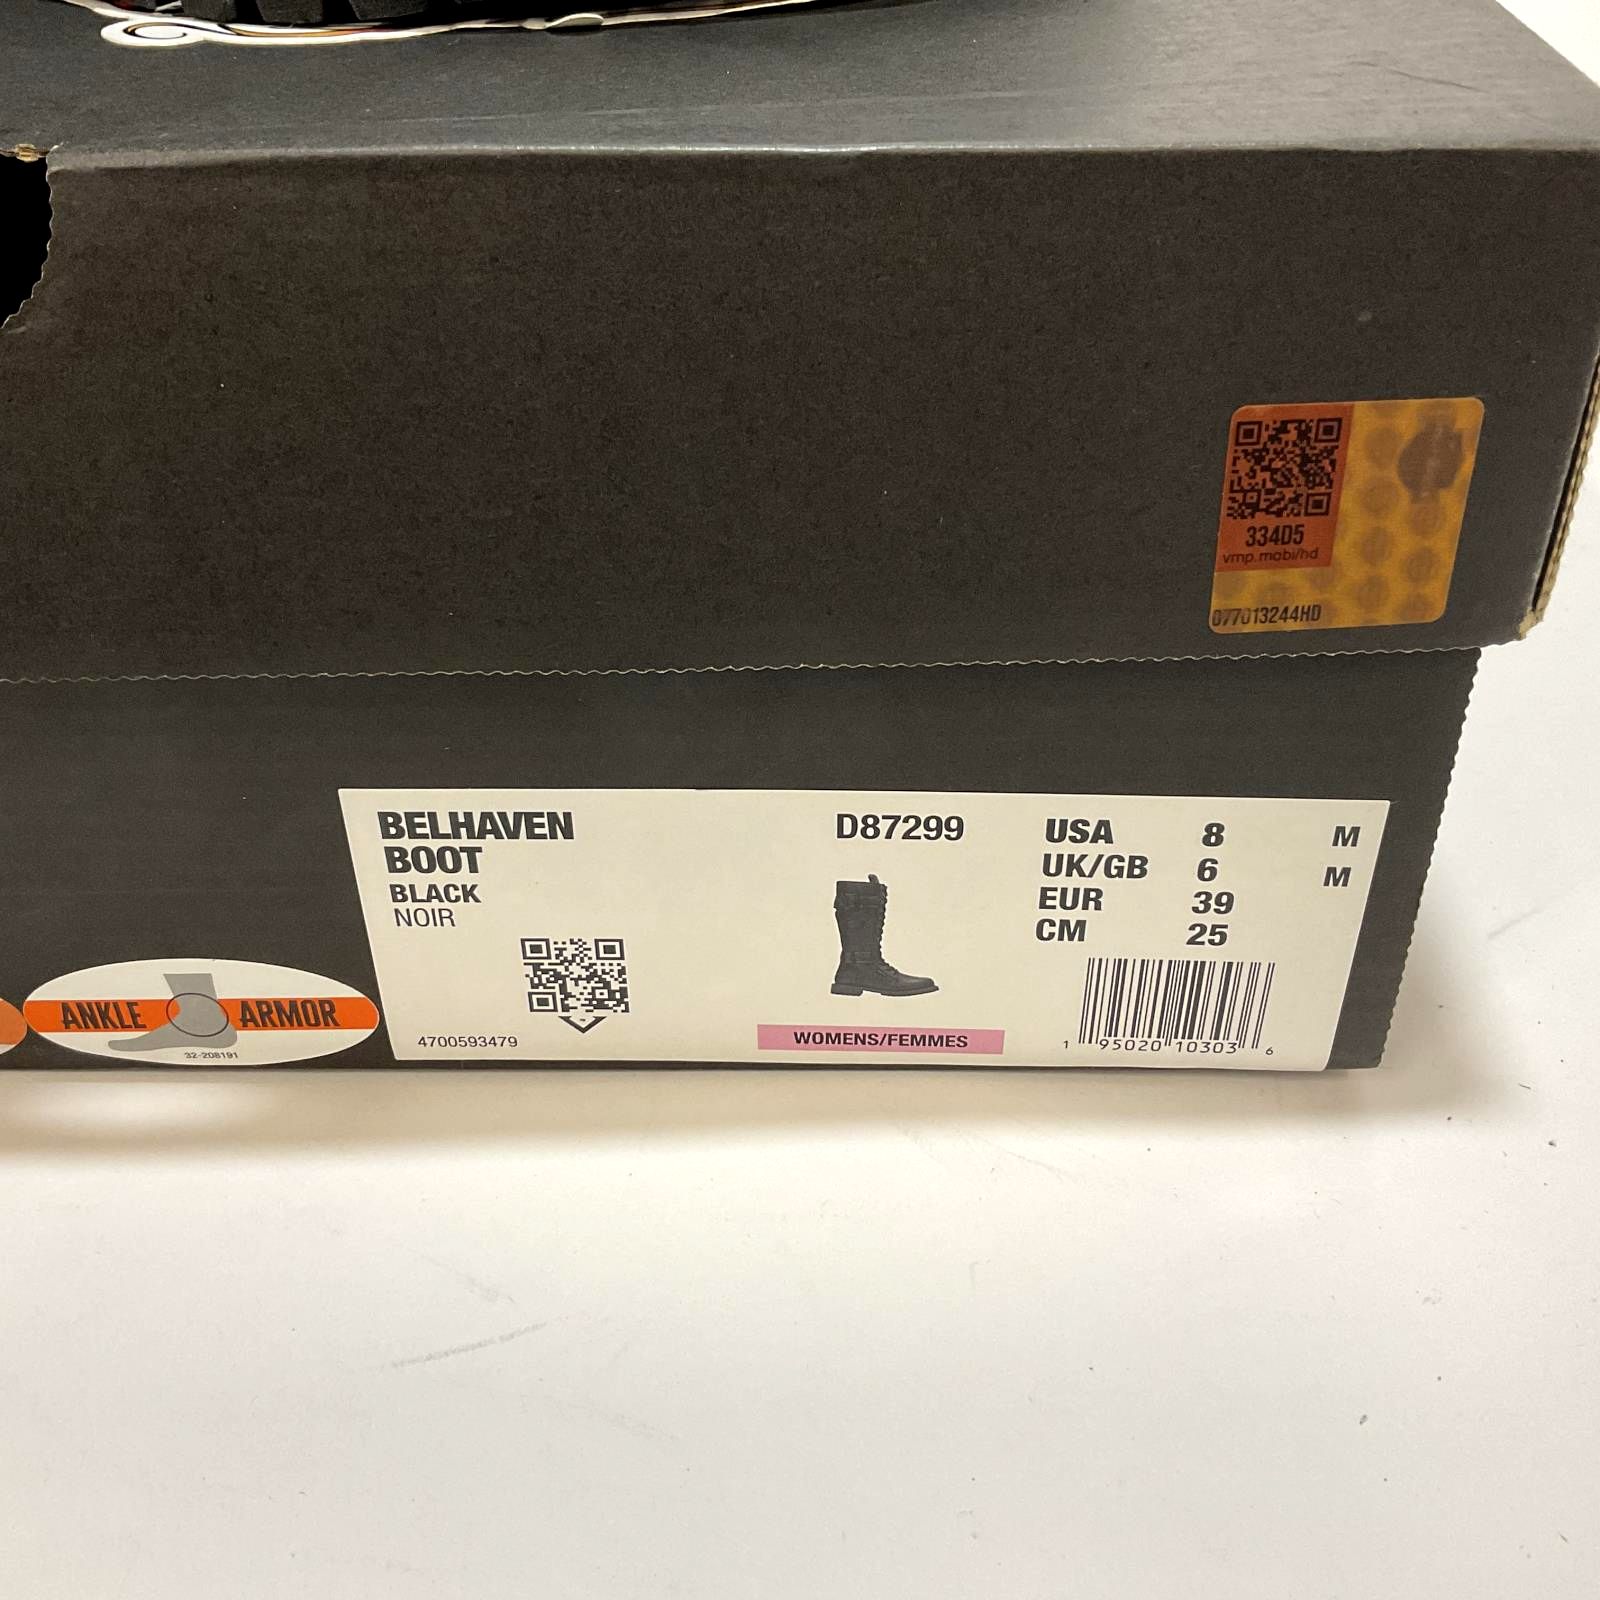 334D5
vmp.mobi/hd
077013244HD
BELHAVEN
BOOT
BLACK
NOIR
4700593479
D87299
WOMENS/FEMMES
USA 8 M
UK/GB 6 M
EUR 39
CM 25
1 95020 10303 6
ANKLE ARMOR
32-208191